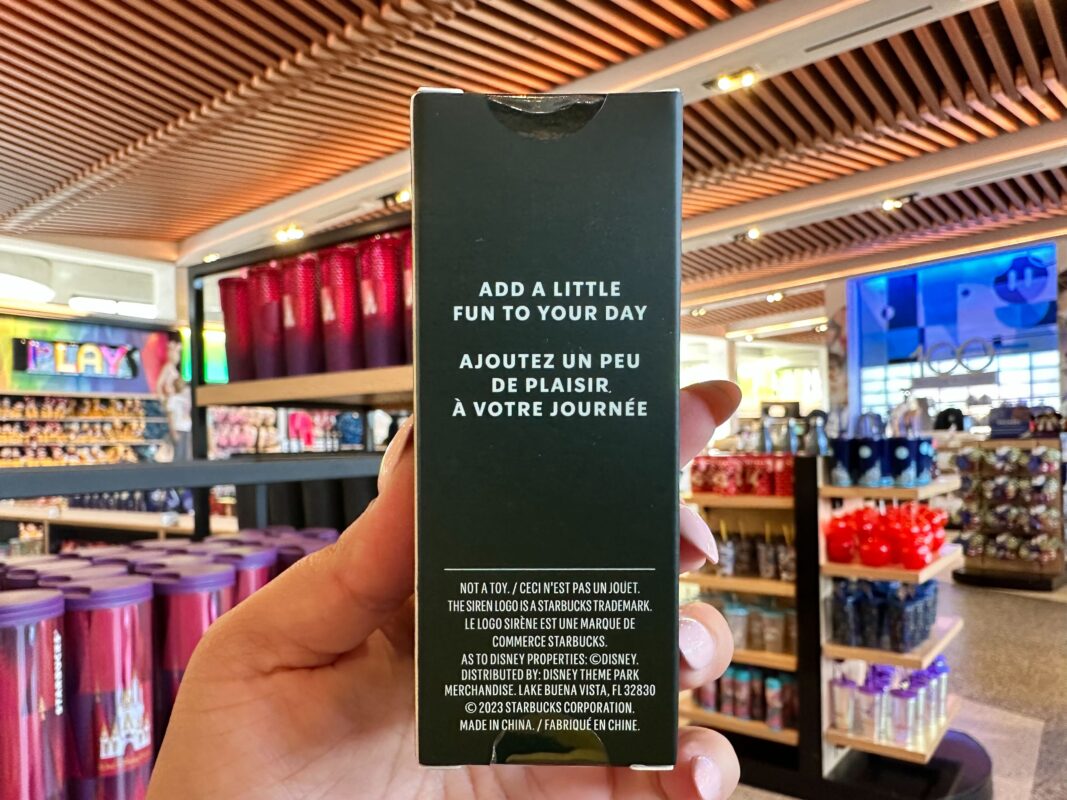 ADD A LITTLE
FUN TO YOUR DAY
AJOUTEZ UN PEU
DE PLAISIR
À VOTRE JOURNÉE
NOT A TOY. / CECI N'EST PAS UN JOUET.
THE SIREN LOGO IS A STARBUCKS TRADEMARK.
LE LOGO SIRÈNE EST UNE MARQUE DE
COMMERCE STARBUCKS.
AS TO DISNEY PROPERTIES: ©DISNEY.
DISTRIBUTED BY: DISNEY THEME PARK
MERCHANDISE. LAKE BUENA VISTA, FL 32830
© 2023 STARBUCKS CORPORATION.
MADE IN CHINA. / FABRIQUÉ EN CHINE.
PLAY
100
STARBUCKS